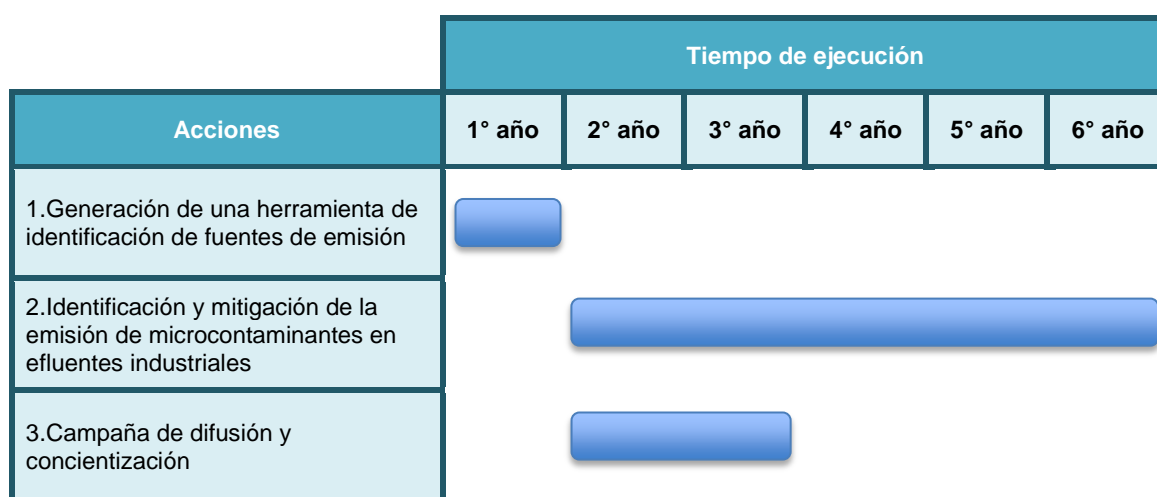 Tiempo de ejecución
Acciones
1° año
2° año
3° año
4° año
5° año
6° año
1.Generación de una herramienta de
identificación de fuentes de emisión
2.Identificación y mitigación de la
emisión de microcontaminantes en
efluentes industriales
3.Campaña de difusión y
concientización